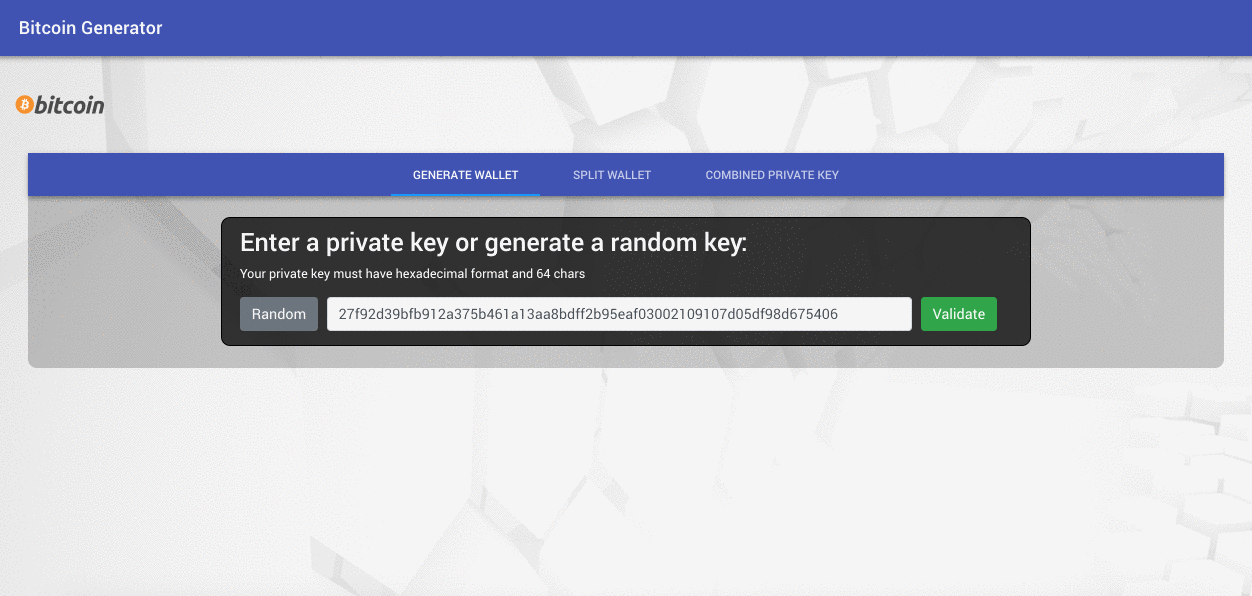 Bitcoin Generator
bitcoin
GENERATE WALLET SPLIT WALLET COMBINED PRIVATE KEY
Enter a private key or generate a random key:
Your private key must have hexadecimal format and 64 chars
Random 27f92d39bfb912a375b461a13aa8bdff2b95eaf03002109107d05df98d675406 Validate